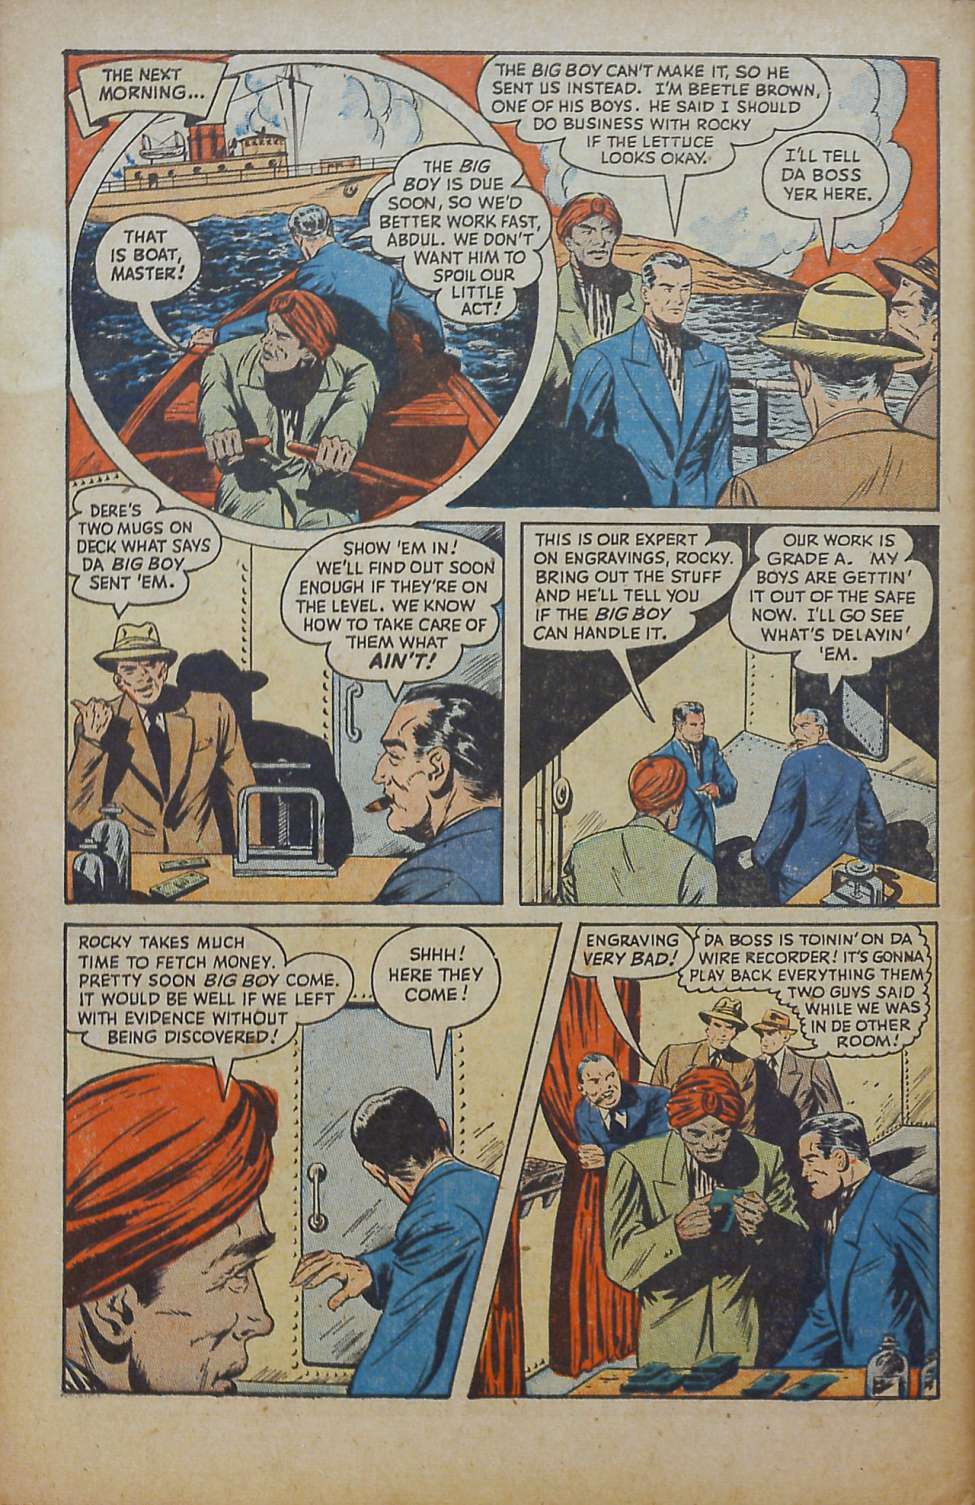 THE NEXT
MORNING...
THAT
IS BOAT,
MASTER!
THE BIG
BOY IS DUE
SOON, SO WE'D
BETTER WORK FAST,
ABDUL. WE DON'T
WANT HIM TO
SPOIL OUR
LITTLE
ACT!
THE BIG BOY CAN'T MAKE IT, SO HE
SENT US INSTEAD. I'M BEETLE BROWN,
ONE OF HIS BOYS. HE SAID I SHOULD
DO BUSINESS WITH ROCKY
IF THE LETTUCE
LOOKS OKAY.
I'LL TELL
DA BOSS
YER HERE.
DERE'S
TWO MUGS ON
DECK WHAT SAYS
DA BIG BOY
SENT 'EM.
SHOW 'EM IN!
WE'LL FIND OUT SOON
ENOUGH IF THEY'RE ON
THE LEVEL. WE KNOW
HOW TO TAKE CARE OF
THEM WHAT
AIN'T!
THIS IS OUR EXPERT
ON ENGRAVINGS, ROCKY.
BRING OUT THE STUFF
AND HE'LL TELL YOU
IF THE BIG BOY
CAN HANDLE IT.
OUR WORK IS
GRADE A. MY
BOYS ARE GETTIN'
IT OUT OF THE SAFE
NOW. I'LL GO SEE
WHAT'S DELAYIN'
'EM.
ROCKY TAKES MUCH
TIME TO FETCH MONEY.
PRETTY SOON BIG BOY COME.
IT WOULD BE WELL IF WE LEFT
WITH EVIDENCE WITHOUT
BEING DISCOVERED!
SHHH!
HERE THEY
COME!
ENGRAVING
VERY BAD!
DA BOSS IS TOININ' ON DA
WIRE RECORDER! IT'S GONNA
PLAY BACK EVERYTHING THEM
TWO GUYS SAID
WHILE WE WAS
IN DE OTHER
ROOM!